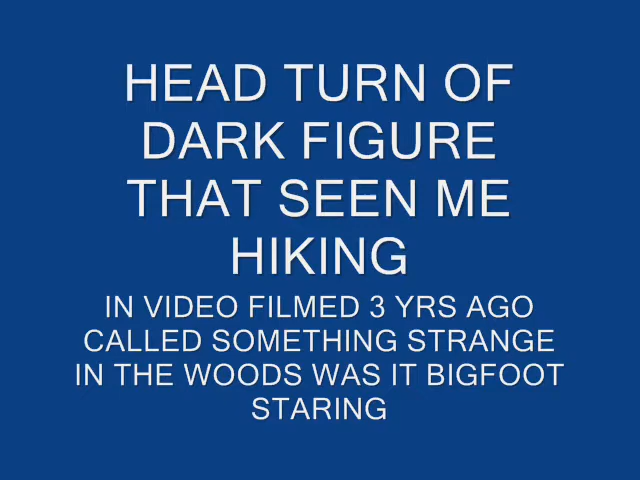 HEAD TURN OF
DARK FIGURE
THAT SEEN ME
HIKING
IN VIDEO FILMED 3 YRS AGO
CALLED SOMETHING STRANGE
IN THE WOODS WAS IT BIGFOOT
STARING